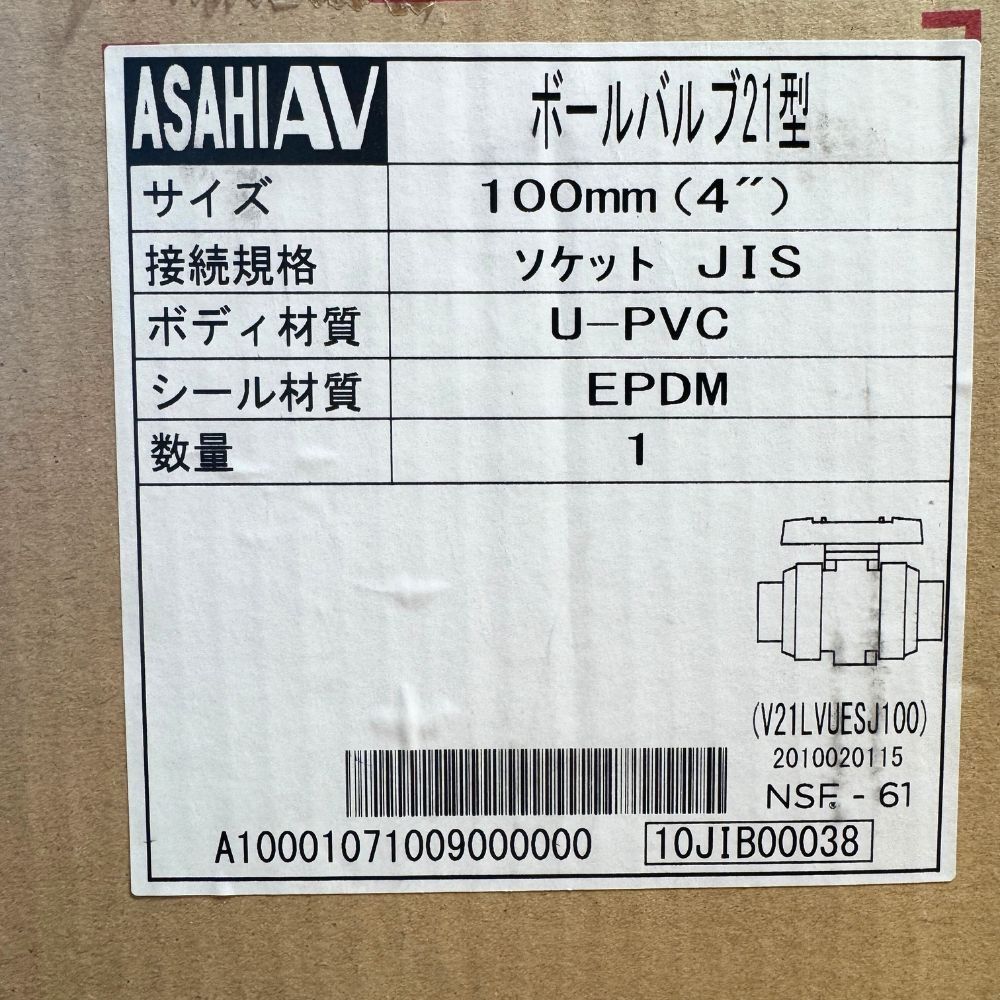 ASAHI AV ボールバルブ21型
サイズ 100mm(4″)
接続規格 ソケット JIS
ボディ材質 U-PVC
シール材質 EPDM
数量 1
(V21LVUESJ100)
2010020115
NSF® - 61
A10001071009000000 10JIB00038